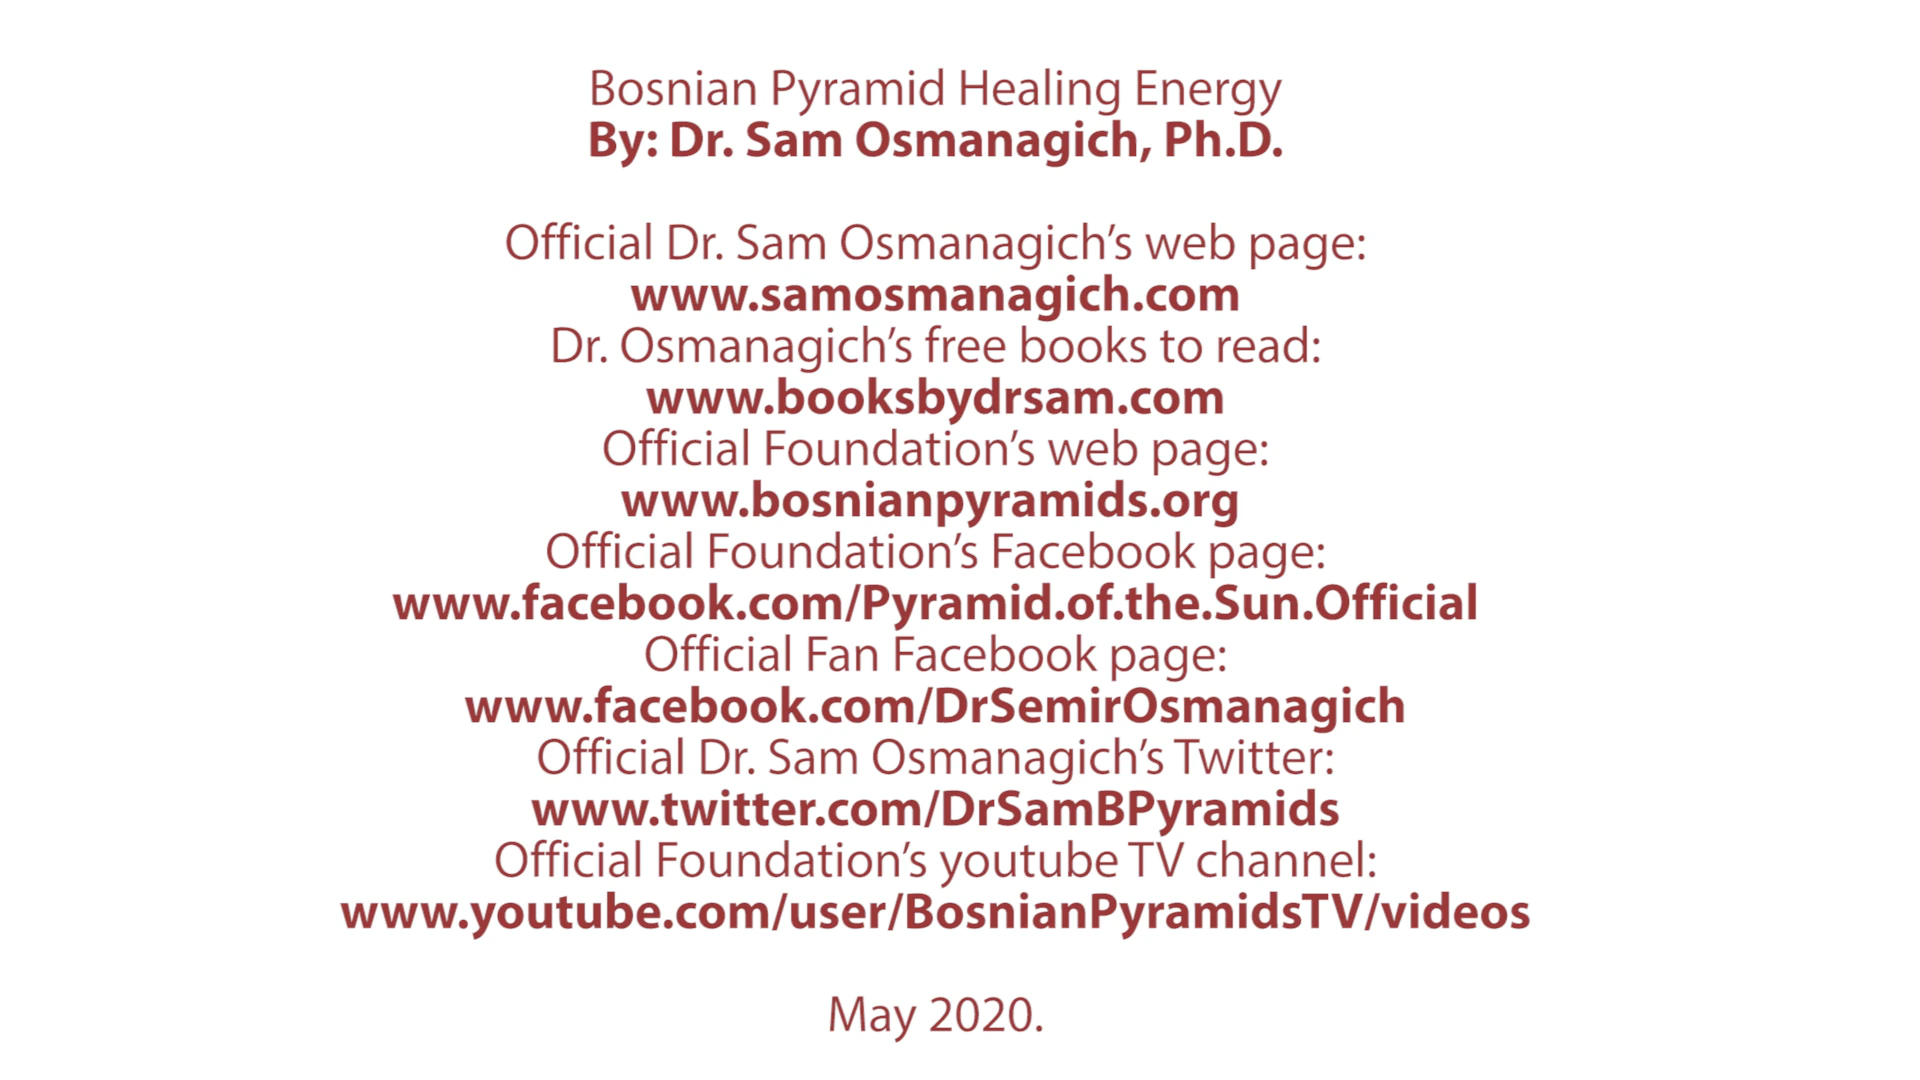 Bosnian Pyramid Healing Energy
By: Dr. Sam Osmanagich, Ph.D.
Official Dr. Sam Osmanagich’s web page:
www.samosmanagich.com
Dr. Osmanagich’s free books to read:
www.booksbydrsam.com
Official Foundation’s web page:
www.bosnianpyramids.org
Official Foundation’s Facebook page:
www.facebook.com/Pyramid.of.the.Sun.Official
Official Fan Facebook page:
www.facebook.com/DrSemirOsmanagich
Official Dr. Sam Osmanagich’s Twitter:
www.twitter.com/DrSamBPyramids
Official Foundation’s youtube TV channel:
www.youtube.com/user/BosnianPyramidsTV/videos
May 2020.